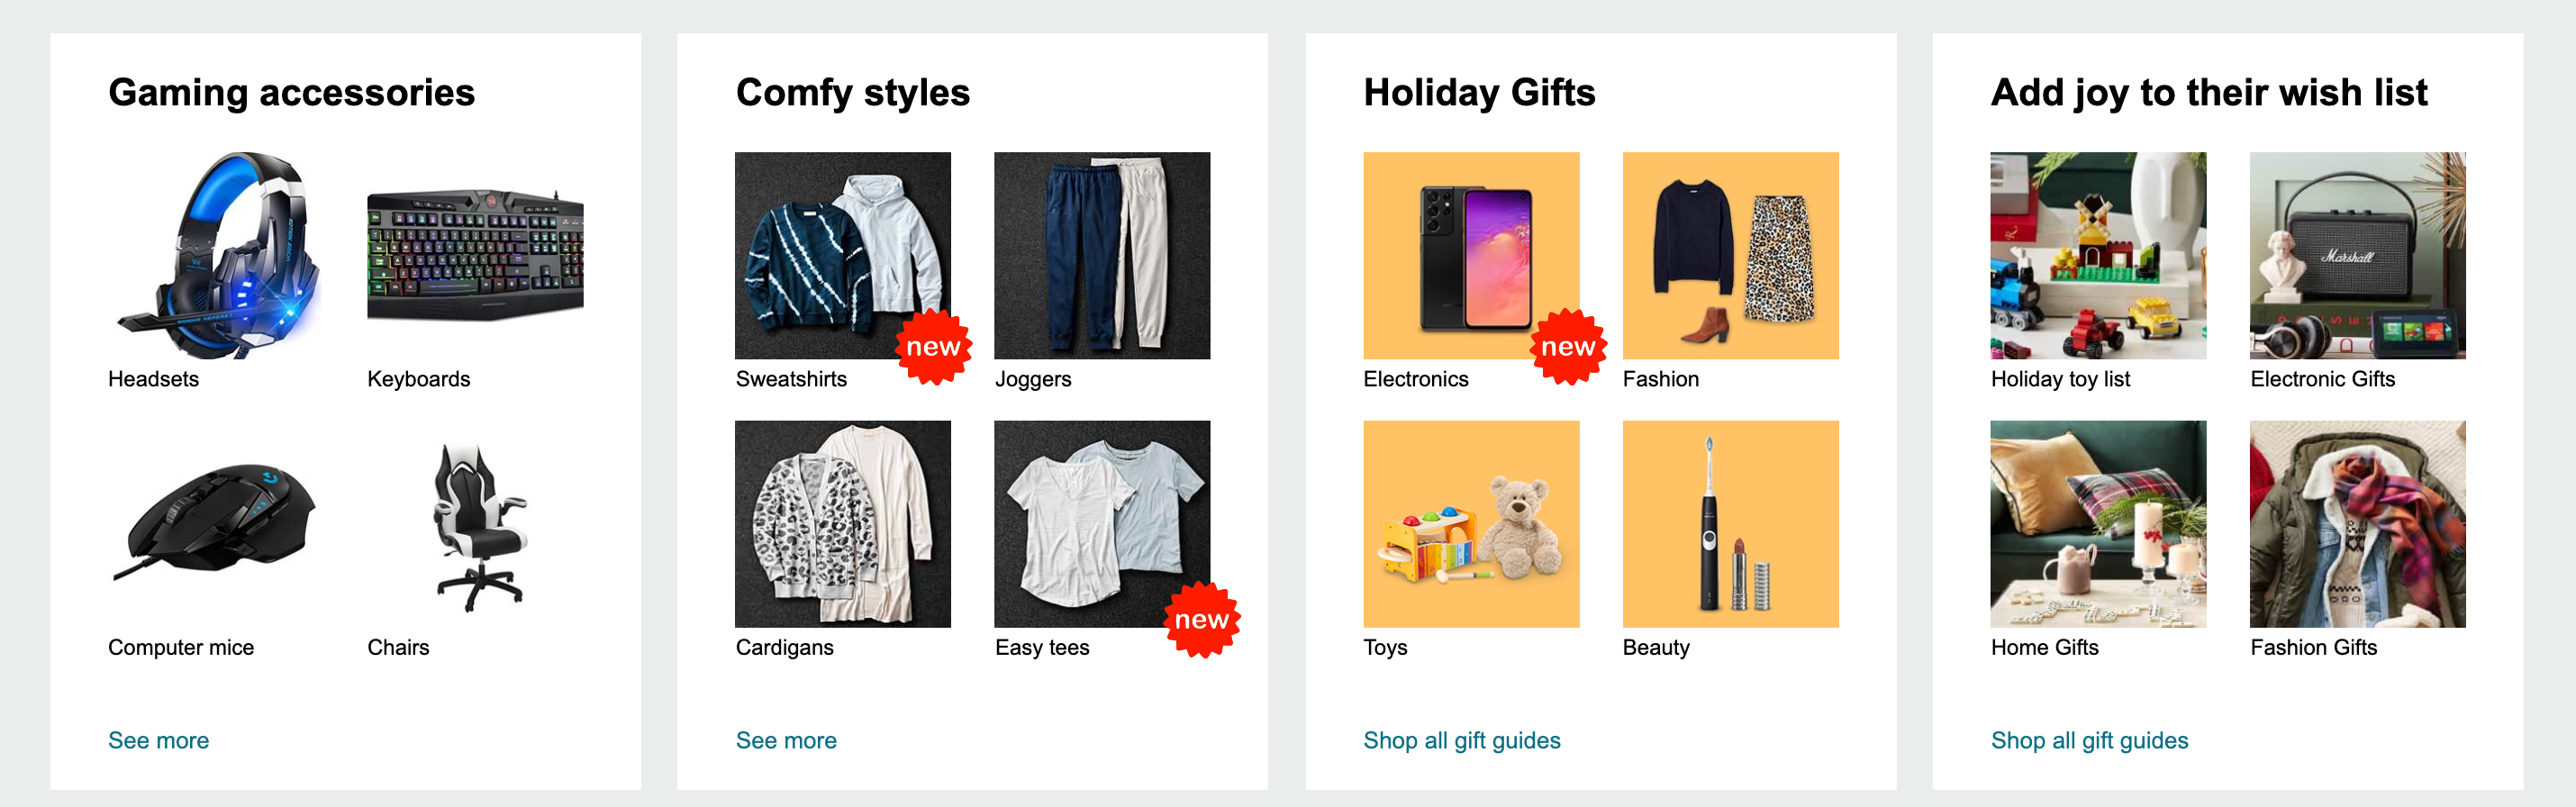 Gaming accessories
Headsets
Keyboards
Computer mice
Chairs
See more
Comfy styles
new
Sweatshirts
Joggers
new
Cardigans
Easy tees
See more
Holiday Gifts
new
Electronics
Fashion
Toys
Beauty
Shop all gift guides
Add joy to their wish list
Marshall
Holiday toy list
Electronic Gifts
Home Gifts
Fashion Gifts
Shop all gift guides